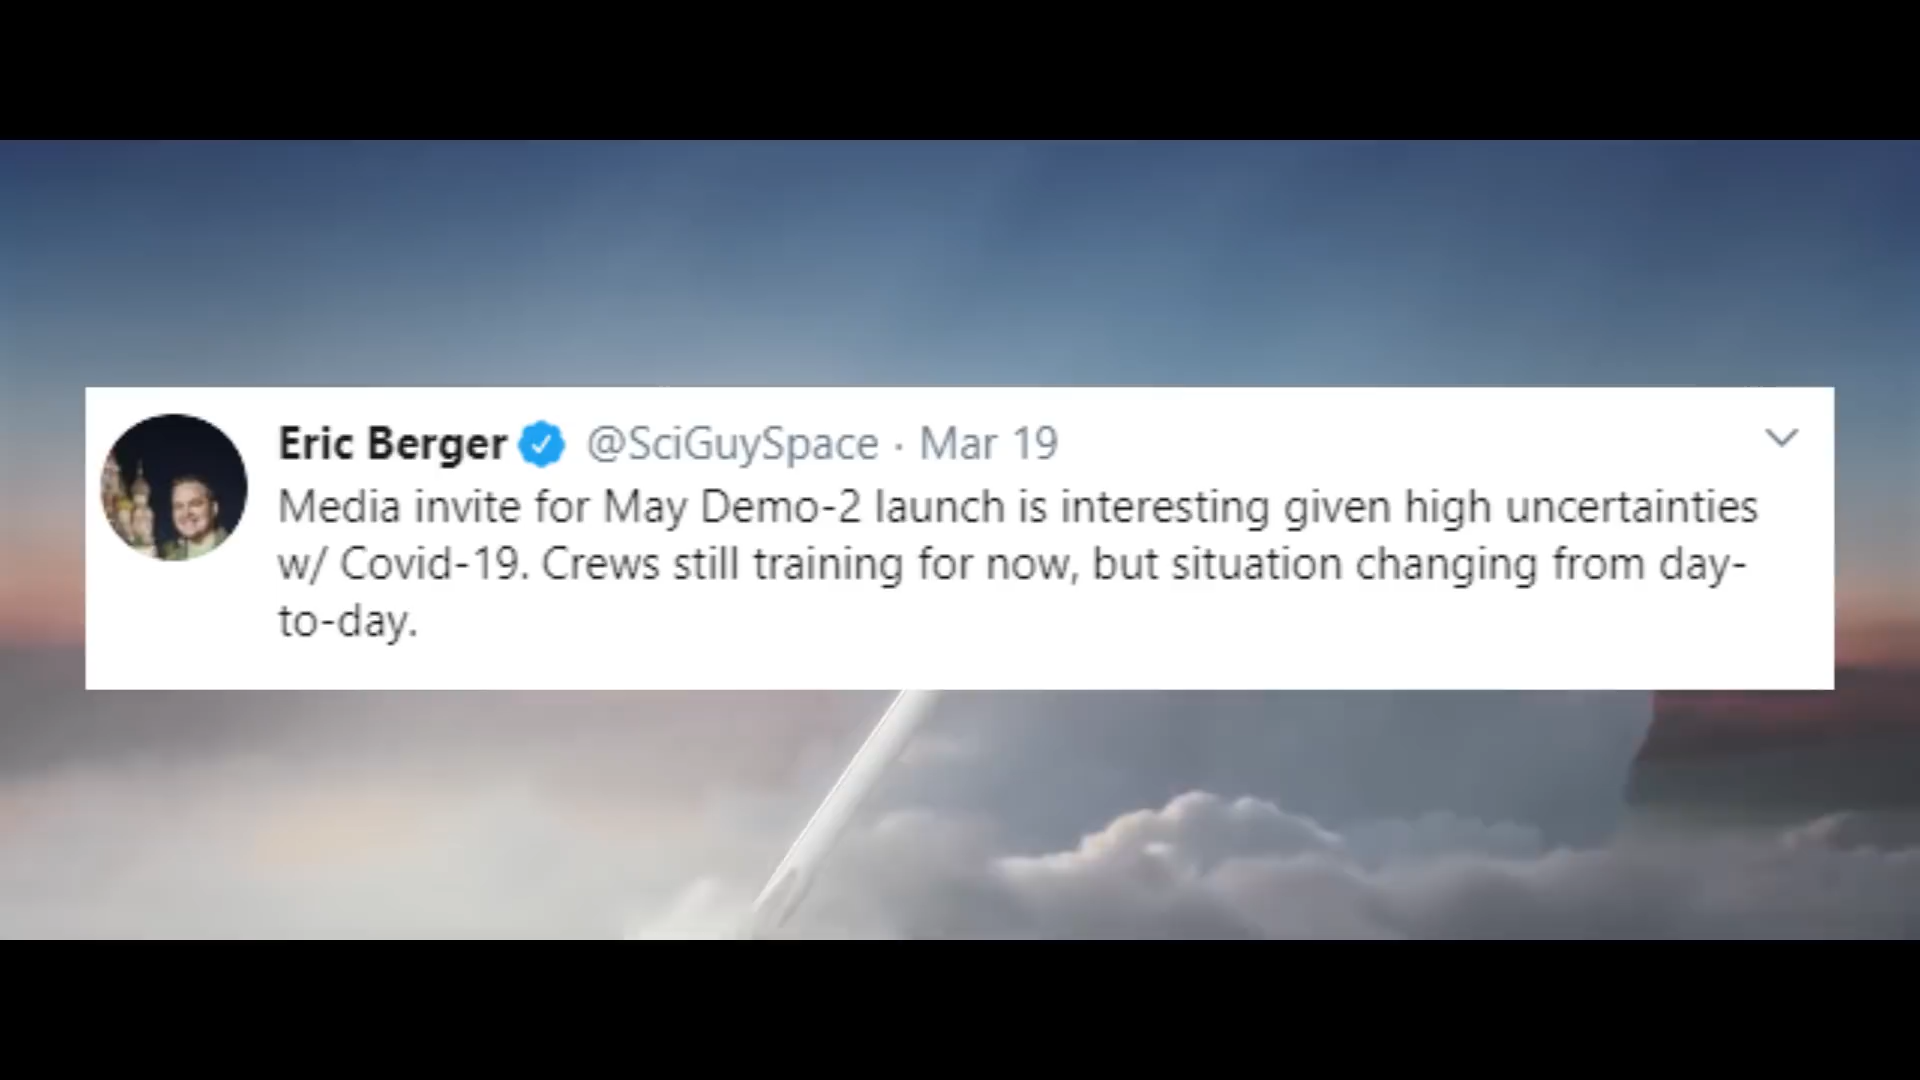 Eric Berger @SciGuySpace · Mar 19
Media invite for May Demo-2 launch is interesting given high uncertainties
w/ Covid-19. Crews still training for now, but situation changing from day-
to-day.